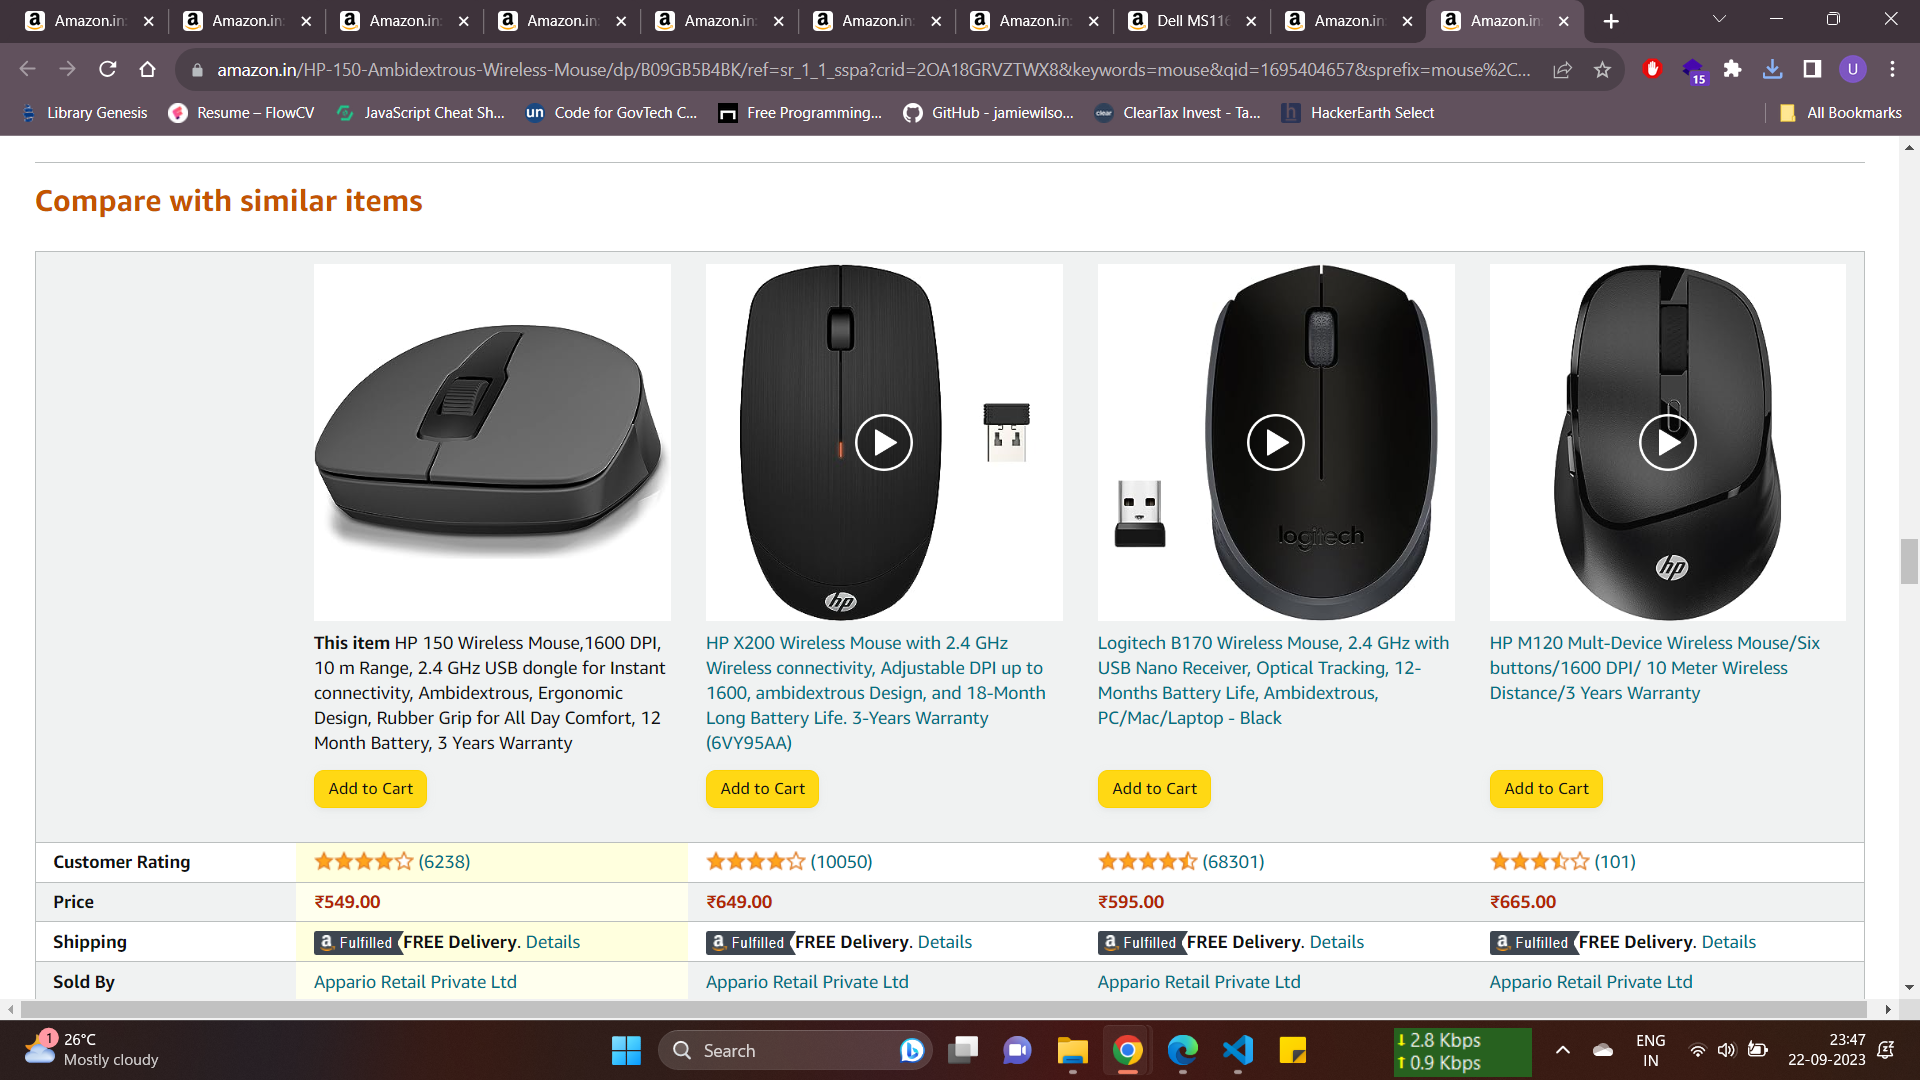 Amazon.in: Amazon.in: Amazon.in: Amazon.in: Amazon.in: Amazon.in: Amazon.in: Dell MS116 Amazon.in: Amazon.in:
amazon.in/HP-150-Ambidextrous-Wireless-Mouse/dp/B09GB5B4BK/ref=sr_1_1_sspa?crid=2OA18GRVZTWX8&keywords=mouse&qid=1695404657&sprefix=mouse%2C...
15
U
Library Genesis Resume – FlowCV JavaScript Cheat Sh... un Code for GovTech C... Free Programming... GitHub - jamiewilso... clear ClearTax Invest - Ta... h HackerEarth Select All Bookmarks
Compare with similar items
hp
logitech
hp
This item HP 150 Wireless Mouse,1600 DPI,
10 m Range, 2.4 GHz USB dongle for Instant
connectivity, Ambidextrous, Ergonomic
Design, Rubber Grip for All Day Comfort, 12
Month Battery, 3 Years Warranty
HP X200 Wireless Mouse with 2.4 GHz
Wireless connectivity, Adjustable DPI up to
1600, ambidextrous Design, and 18-Month
Long Battery Life. 3-Years Warranty
(6VY95AA)
Logitech B170 Wireless Mouse, 2.4 GHz with
USB Nano Receiver, Optical Tracking, 12-
Months Battery Life, Ambidextrous,
PC/Mac/Laptop - Black
HP M120 Mult-Device Wireless Mouse/Six
buttons/1600 DPI/ 10 Meter Wireless
Distance/3 Years Warranty
Add to Cart Add to Cart Add to Cart Add to Cart
Customer Rating (6238) (10050) (68301) (101)
Price ₹549.00 ₹649.00 ₹595.00 ₹665.00
Shipping a Fulfilled FREE Delivery. Details a Fulfilled FREE Delivery. Details a Fulfilled FREE Delivery. Details a Fulfilled FREE Delivery. Details
Sold By Appario Retail Private Ltd Appario Retail Private Ltd Appario Retail Private Ltd Appario Retail Private Ltd
1
26°C
Mostly cloudy
Search
2.8 Kbps
0.9 Kbps
ENG
IN
23:47
22-09-2023